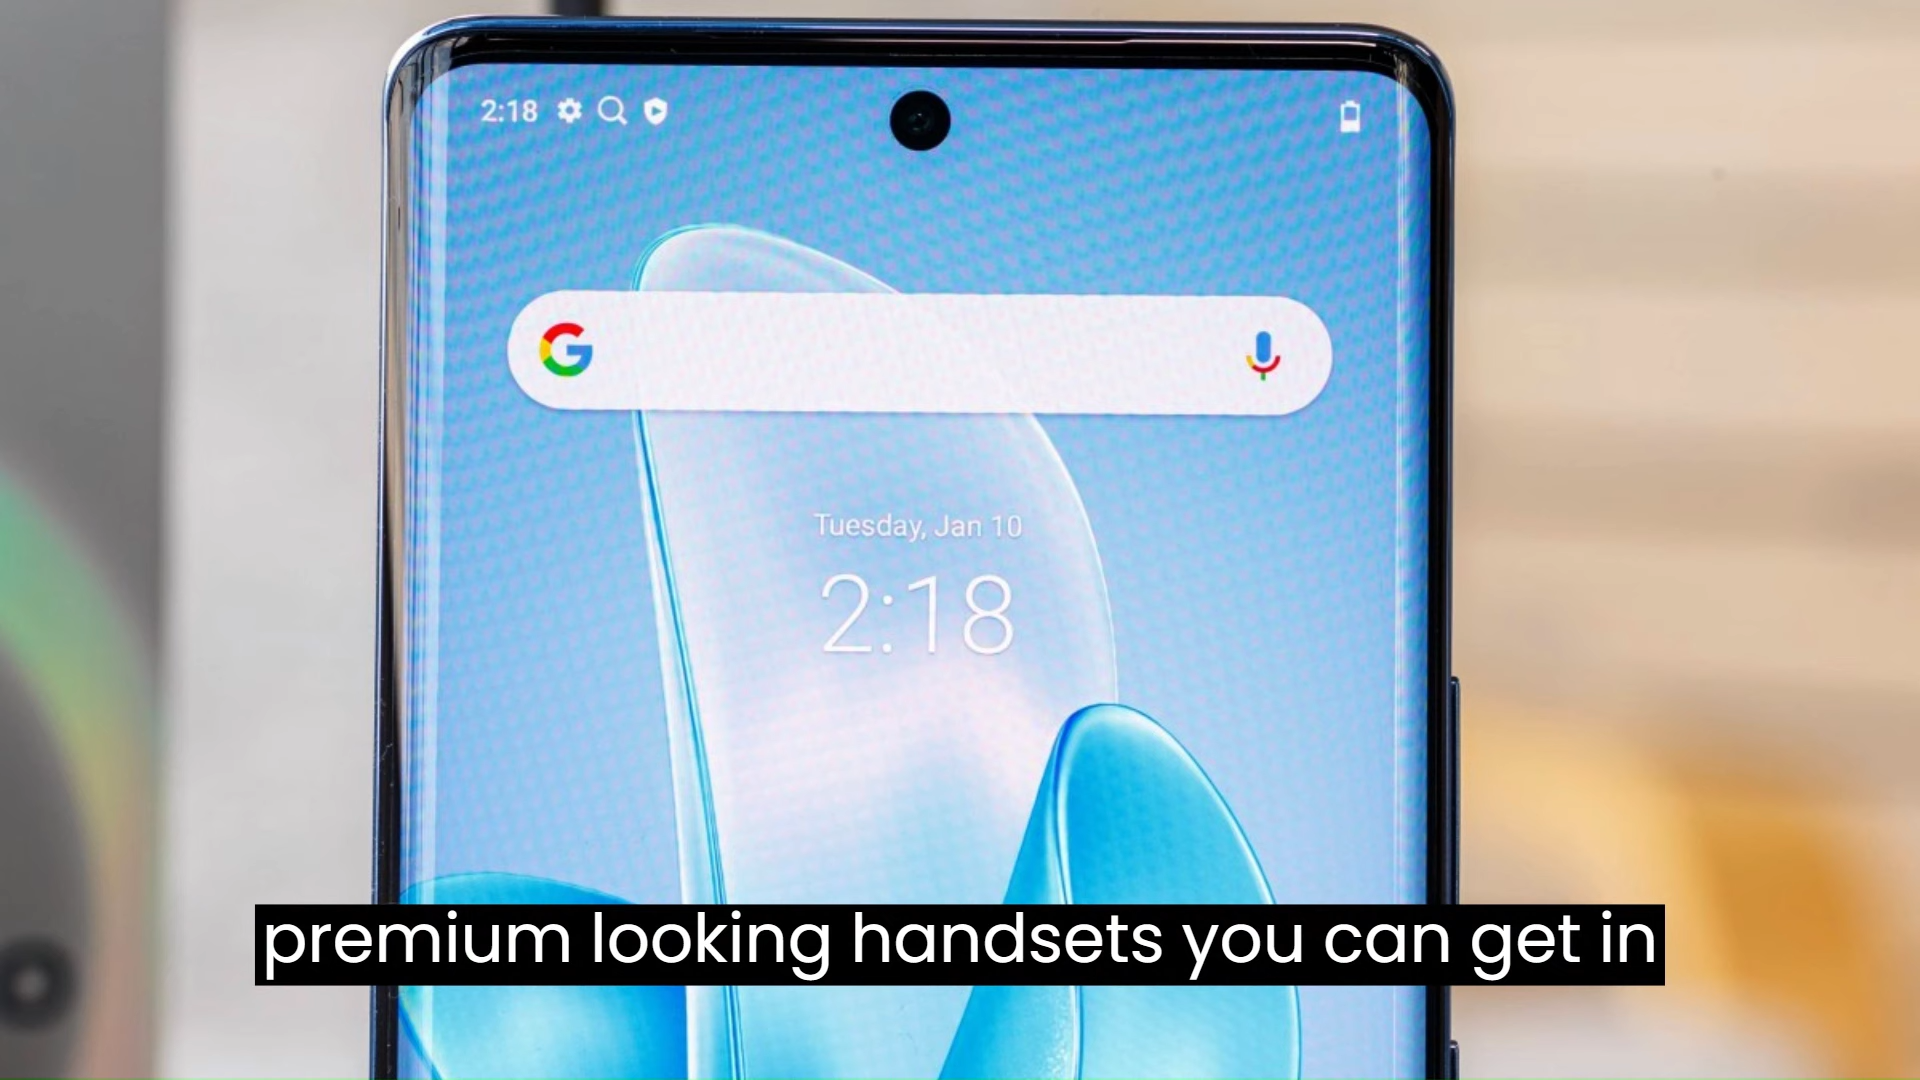 2:18
G
Tuesday, Jan 10
2:18
premium looking handsets you can get in